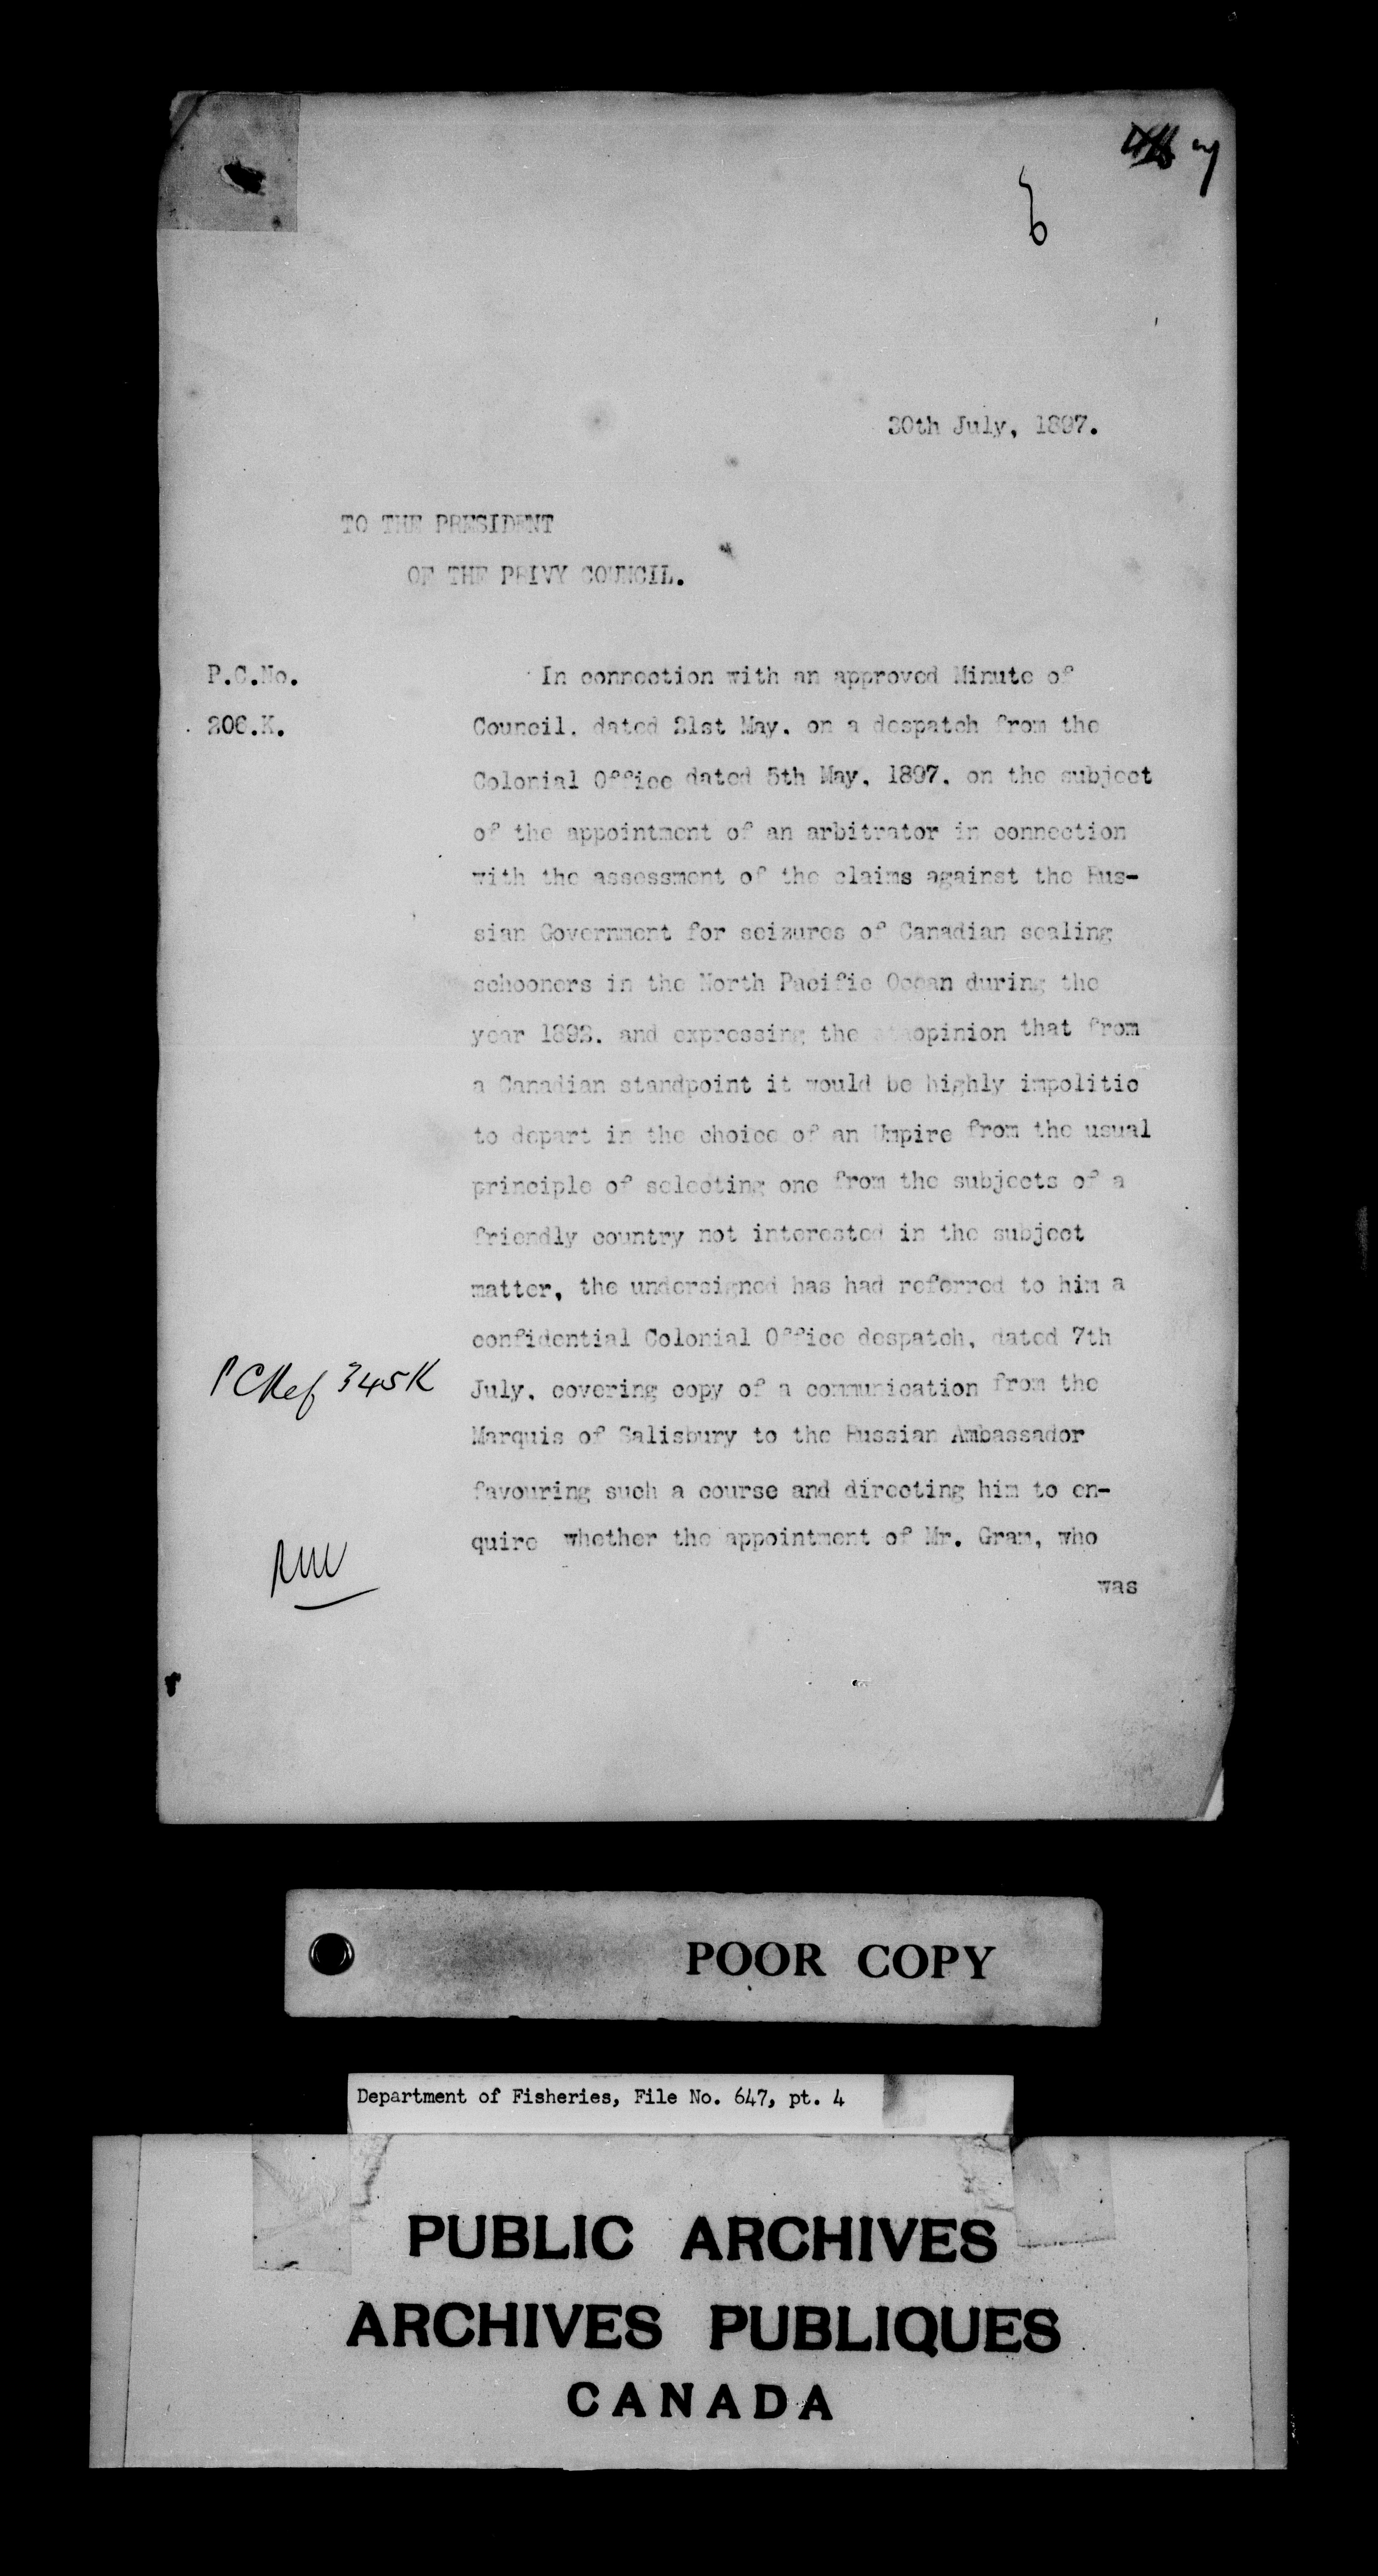 6
30th July, 1897.
TO THE PRESIDENT
OF THE PRIVY COUNCIL.
P.C.No.
206.K.
In connection with an approved Minute of
Council, dated 21st May, on a despatch from the
Colonial Office dated 5th May, 1897, on the subject
of the appointment of an arbitrator in connection
with the assessment of the claims against the Rus-
sian Government for seizures of Canadian sealing
schooners in the North Pacific Ocean during the
year 1892, and expressing the opinion that from
a Canadian standpoint it would be highly impolitic
to depart in the choice of an Umpire from the usual
principle of selecting one from the subjects of a
friendly country not interested in the subject
matter, the undersigned has had referred to him a
confidential Colonial Office despatch, dated 7th
PCRef 345K
July, covering copy of a communication from the
Marquis of Salisbury to the Russian Ambassador
favouring such a course and directing him to en-
quire whether the appointment of Mr. Gram, who
was
POOR COPY
Department of Fisheries, File No. 647, pt. 4
PUBLIC ARCHIVES
ARCHIVES PUBLIQUES
CANADA